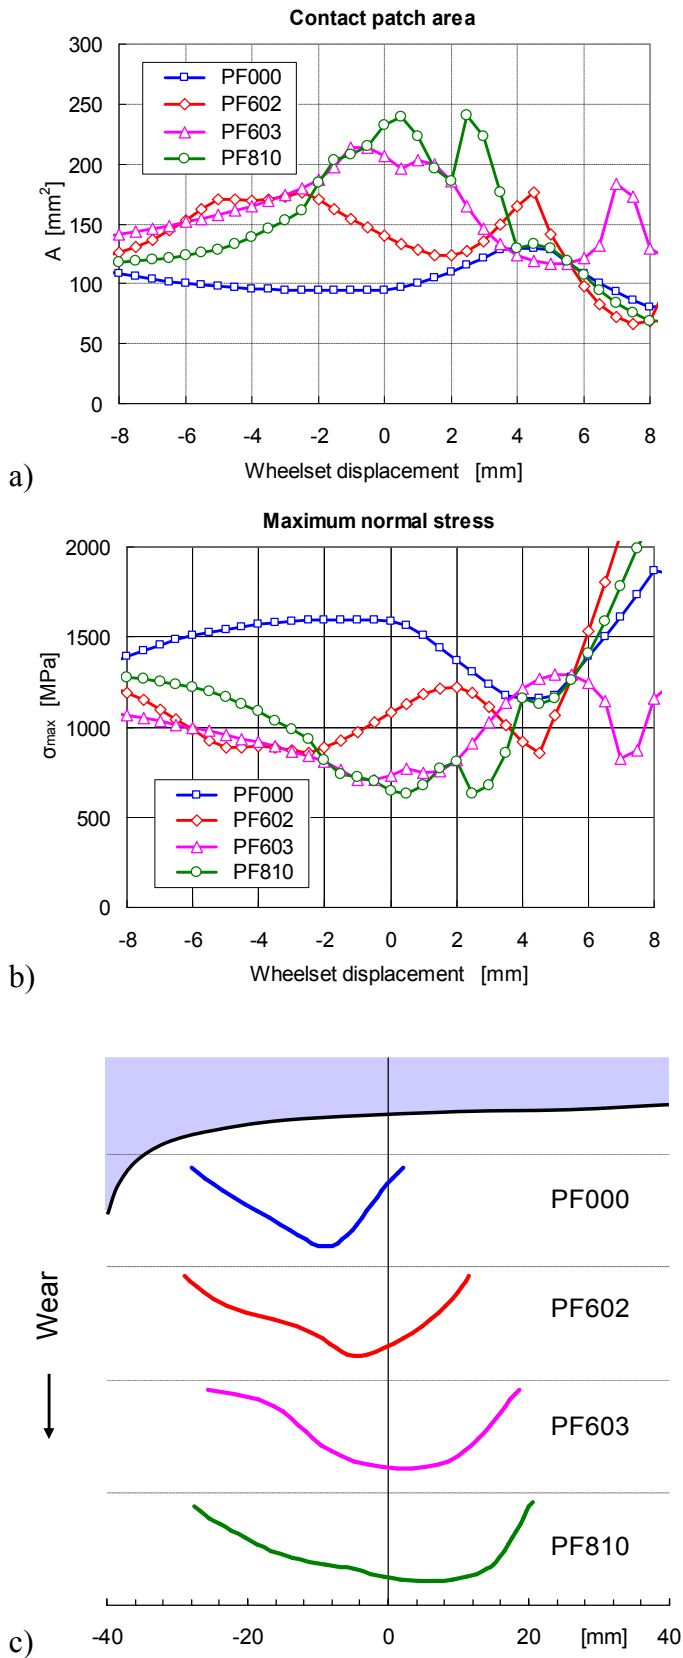 Contact patch area
300
250
200
150
100
50
0
A [mm²]
PF000
PF602
PF603
PF810
-8 -6 -4 -2 0 2 4 6 8
Wheelset displacement [mm]
a)
Maximum normal stress
2000
1500
1000
500
0
σmax [MPa]
PF000
PF602
PF603
PF810
-8 -6 -4 -2 0 2 4 6 8
Wheelset displacement [mm]
b)
PF000
PF602
PF603
PF810
Wear
-40 -20 0 20 [mm] 40
c)